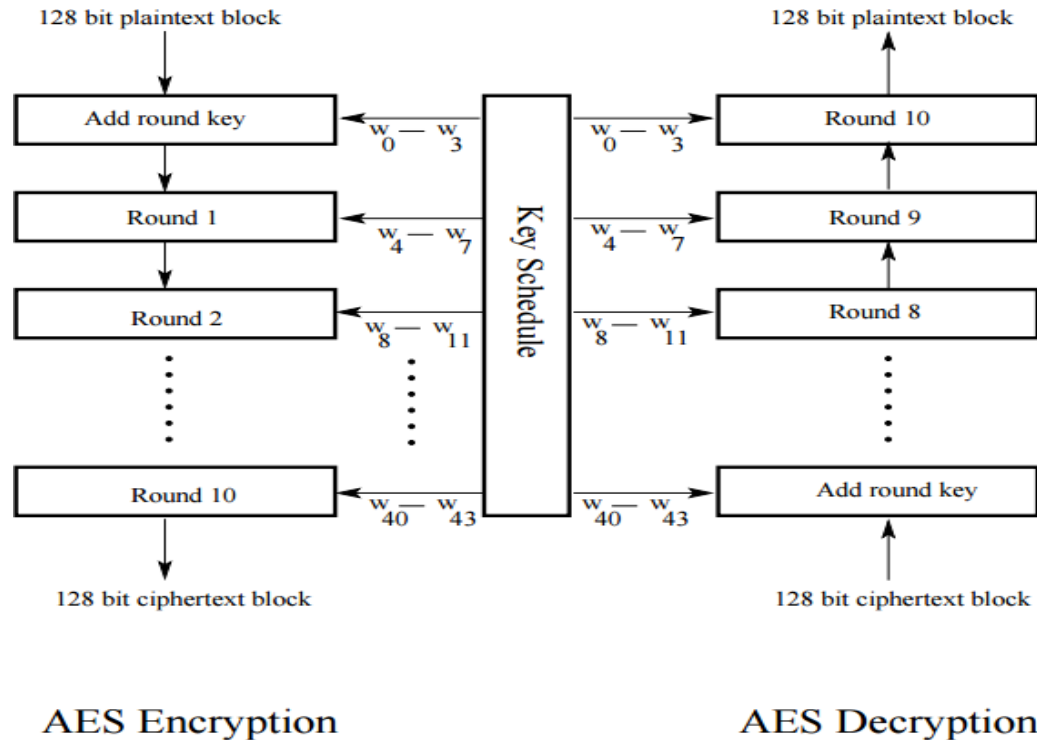 128 bit plaintext block
128 bit plaintext block
Add round key
w0 — w3
w0 — w3
Round 10
Round 1
w4 — w7
w4 — w7
Round 9
Key Schedule
Round 2
w8 — w11
w8 — w11
Round 8
Round 10
w40 — w43
w40 — w43
Add round key
128 bit ciphertext block
128 bit ciphertext block
AES Encryption
AES Decryption